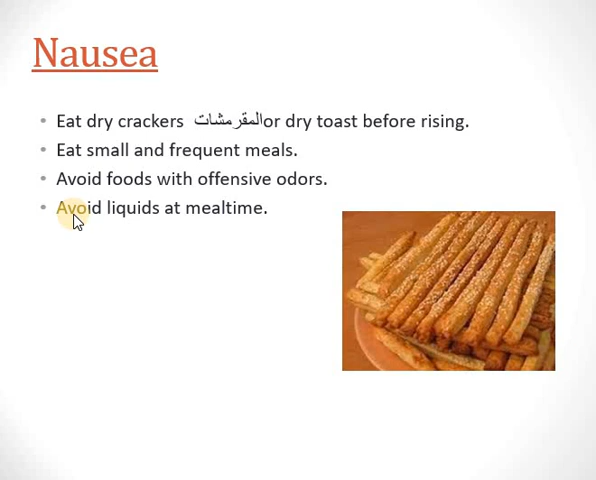 Nausea
• Eat dry crackers المقرمشات or dry toast before rising.
• Eat small and frequent meals.
• Avoid foods with offensive odors.
• Avoid liquids at mealtime.